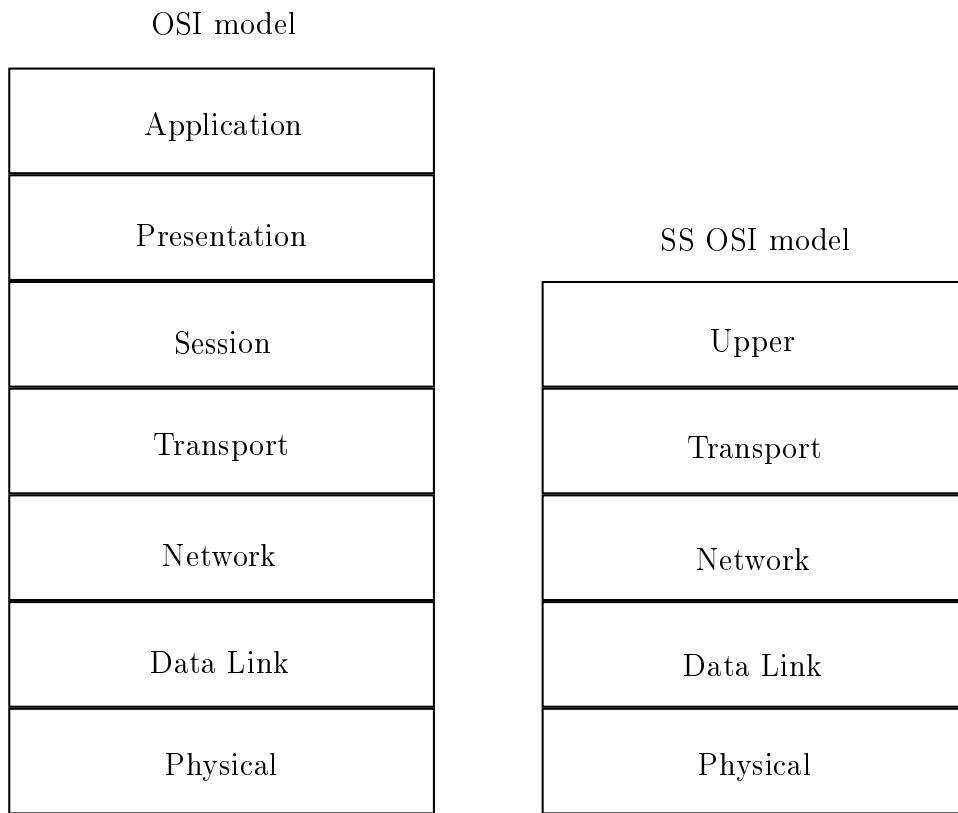 OSI model
Application
Presentation
Session
Transport
Network
Data Link
Physical
SS OSI model
Upper
Transport
Network
Data Link
Physical